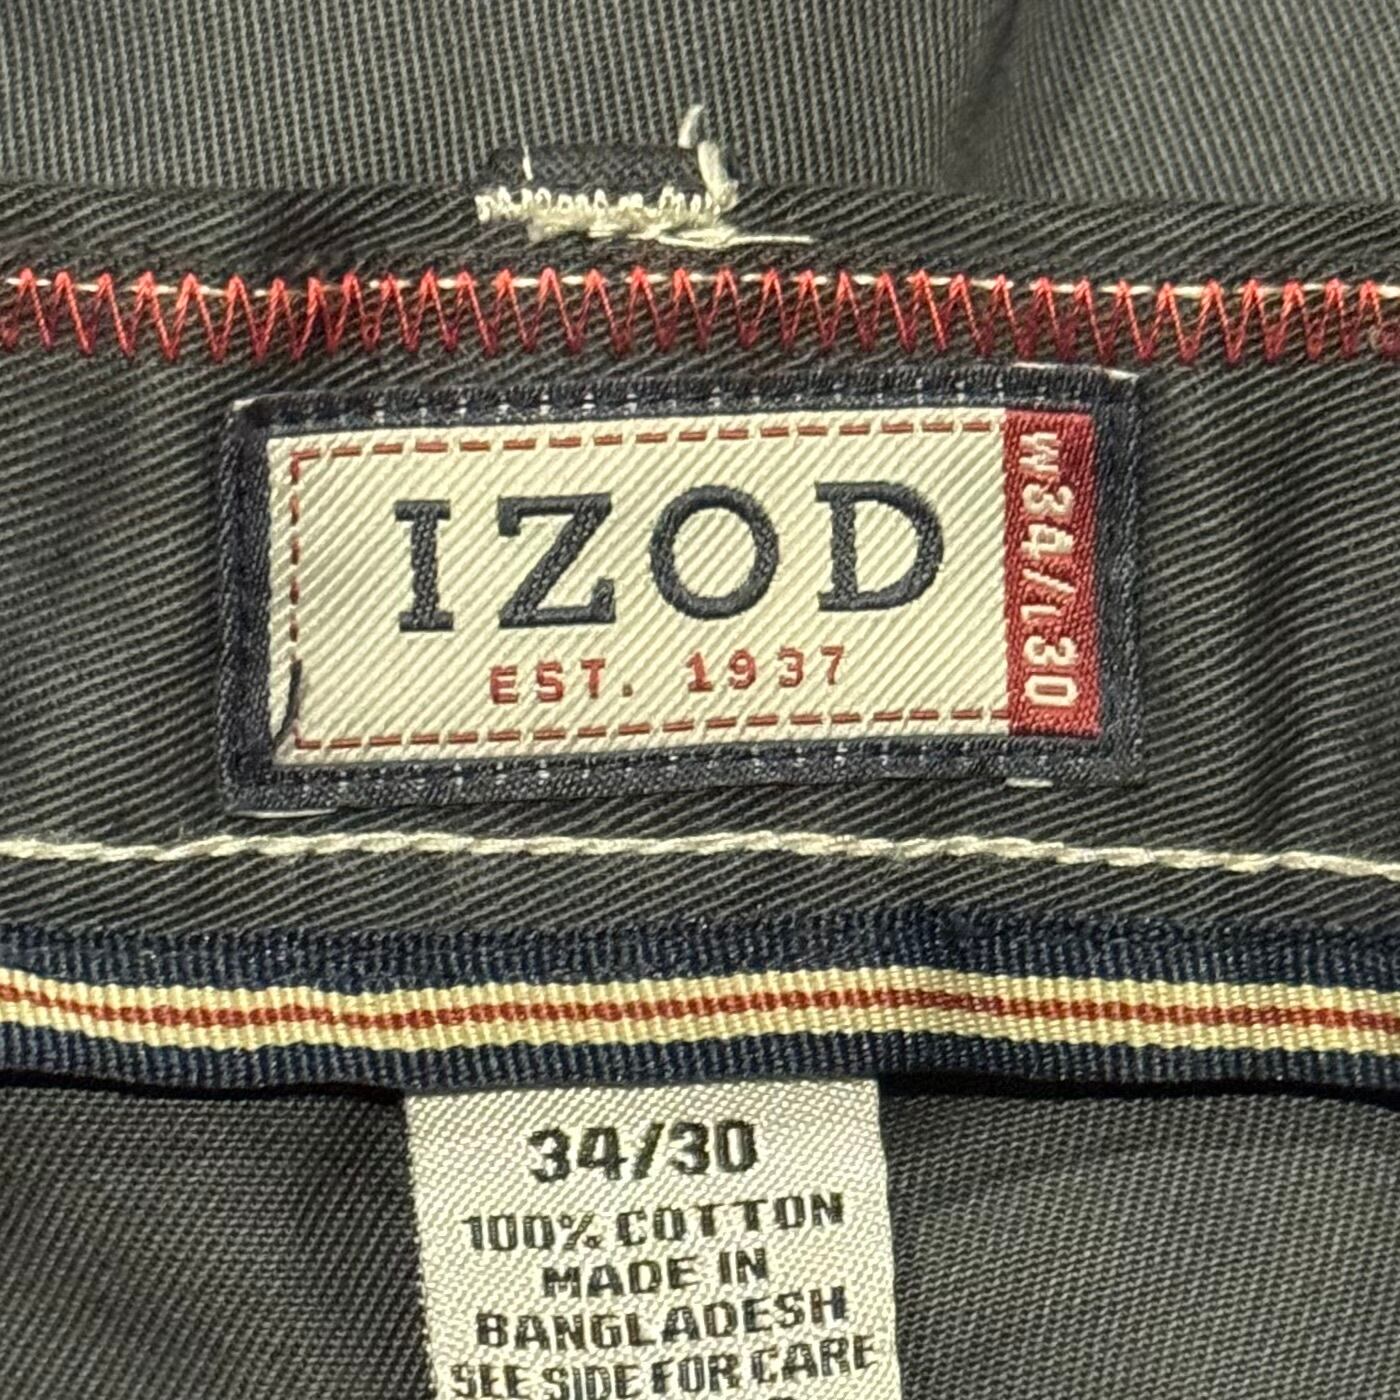 IZOD
EST. 1937
W34/L30
34/30
100% COTTON
MADE IN
BANGLADESH
SEE SIDE FOR CARE